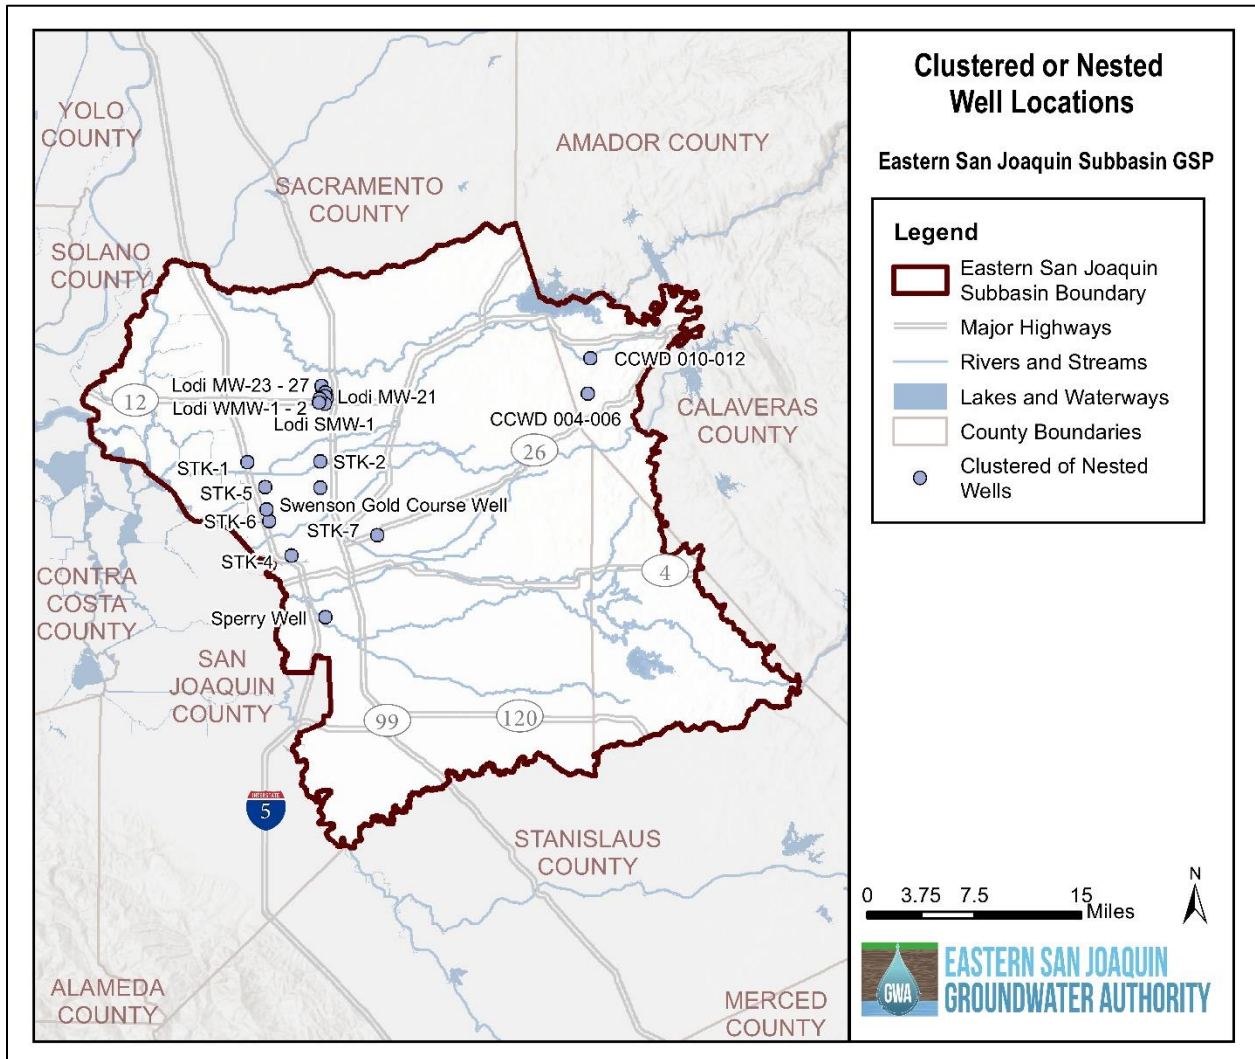 YOLO
COUNTY
AMADOR COUNTY
SACRAMENTO
COUNTY
SOLANO
COUNTY
CCWD 010-012
Lodi MW-23 - 27
Lodi MW-21
12
Lodi WMW-1 - 2
CCWD 004-006
Lodi SMW-1
CALAVERAS
COUNTY
26
STK-1
STK-2
STK-5
Swenson Gold Course Well
STK-6
STK-7
STK-4
4
CONTRA
COSTA
COUNTY
Sperry Well
SAN
JOAQUIN
COUNTY
99
120
INTERSTATE
5
STANISLAUS
COUNTY
ALAMEDA
COUNTY
MERCED
COUNTY
Clustered or Nested
Well Locations
Eastern San Joaquin Subbasin GSP
Legend
Eastern San Joaquin
Subbasin Boundary
Major Highways
Rivers and Streams
Lakes and Waterways
County Boundaries
Clustered of Nested
Wells
N
0 3.75 7.5 15
Miles
GWA
EASTERN SAN JOAQUIN
GROUNDWATER AUTHORITY